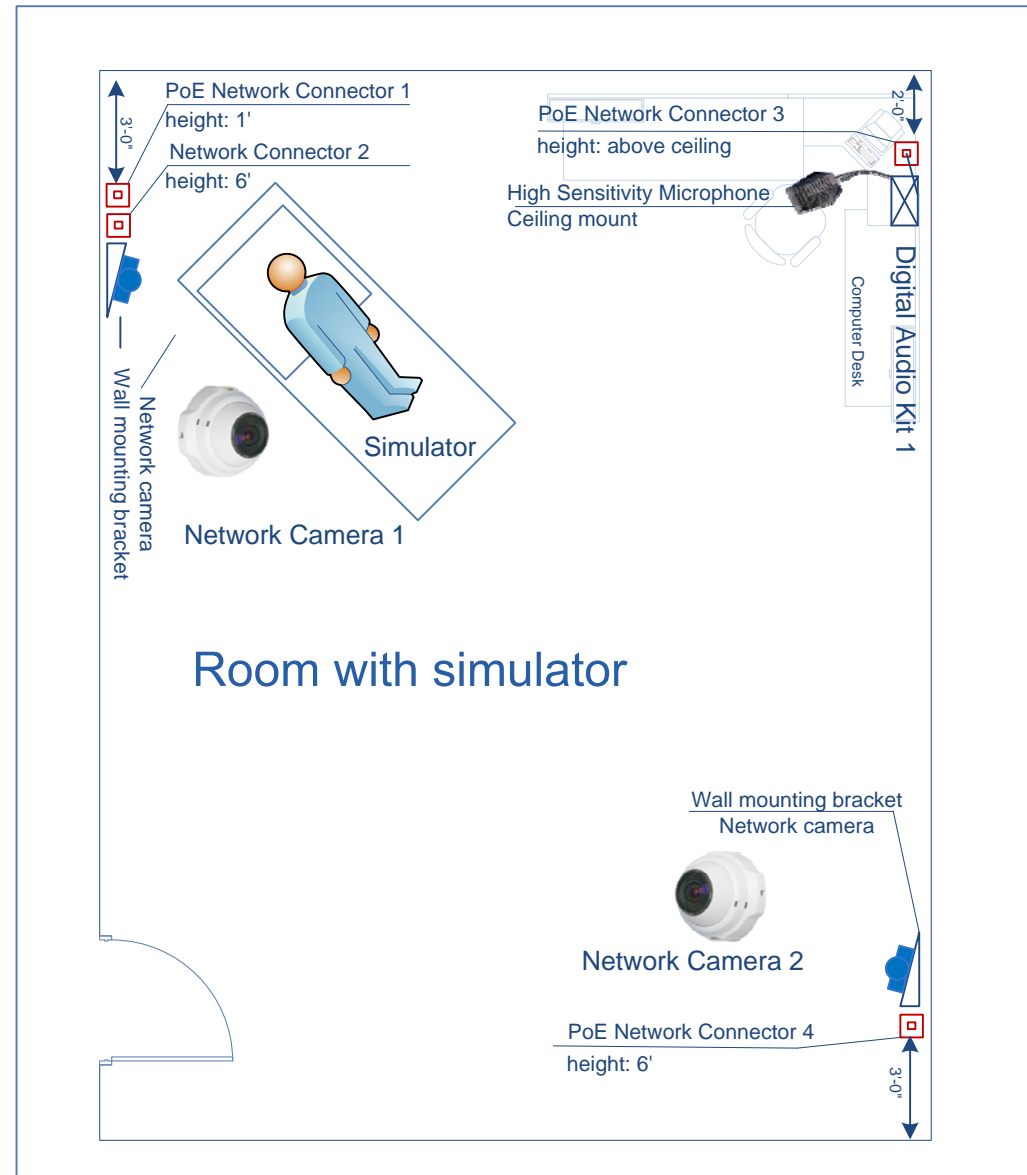 PoE Network Connector 1
height: 1'
Network Connector 2
height: 6'
3'-0"
PoE Network Connector 3
height: above ceiling
2'-0"
High Sensitivity Microphone
Ceiling mount
Digital Audio Kit 1
Computer Desk
Simulator
Network camera
Wall mounting bracket
Network Camera 1
Room with simulator
Wall mounting bracket
Network camera
Network Camera 2
PoE Network Connector 4
height: 6'
3'-0"